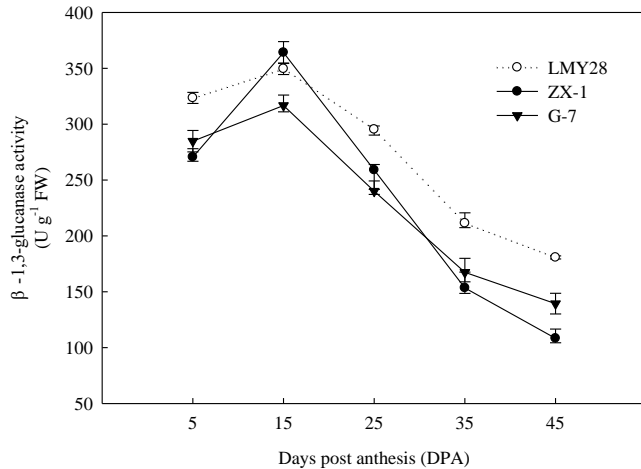 400
350
300
250
200
150
100
50
5 15 25 35 45
Days post anthesis (DPA)
β -1,3-glucanase activity
(U g⁻¹ FW)
LMY28
ZX-1
G-7